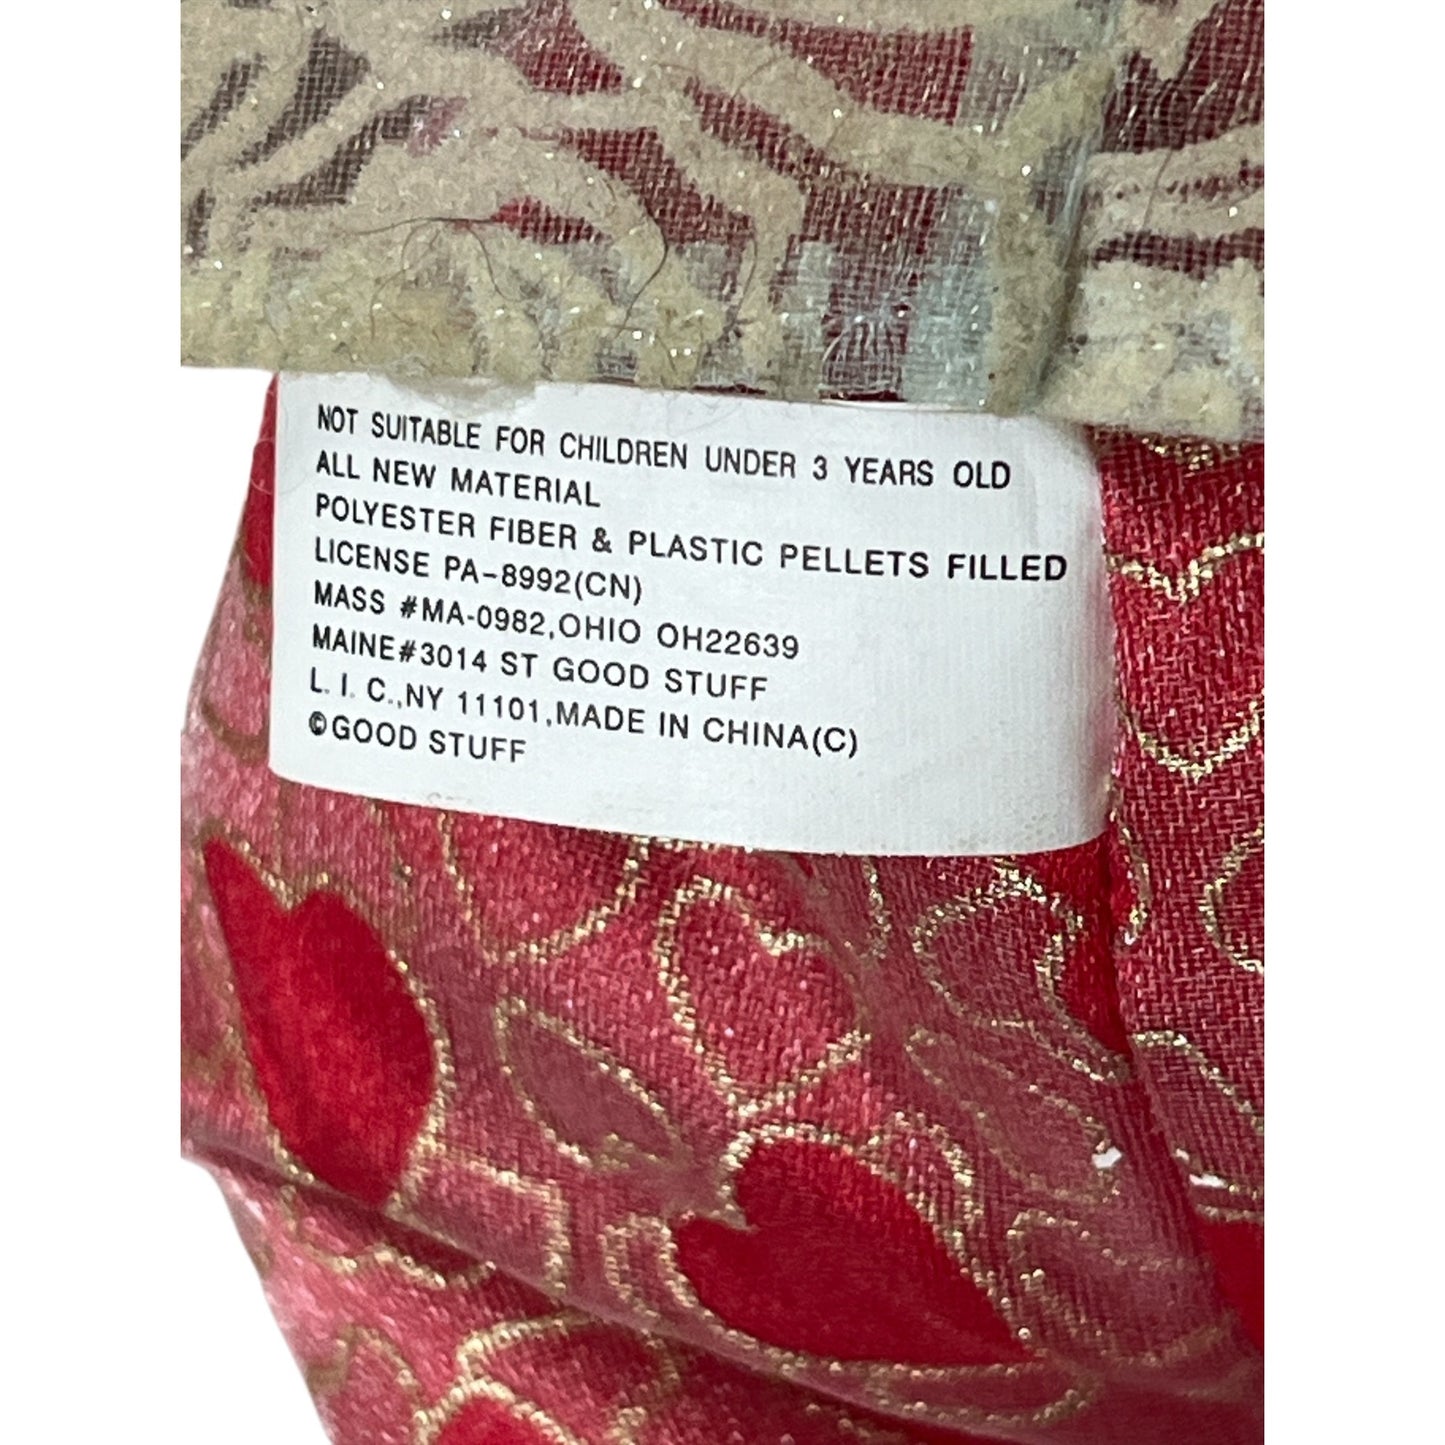 NOT SUITABLE FOR CHILDREN UNDER 3 YEARS OLD
ALL NEW MATERIAL
POLYESTER FIBER & PLASTIC PELLETS FILLED
LICENSE PA-8992(CN)
MASS #MA-0982,OHIO OH22639
MAINE#3014 ST GOOD STUFF
L. I. C.,NY 11101,MADE IN CHINA(C)
©GOOD STUFF